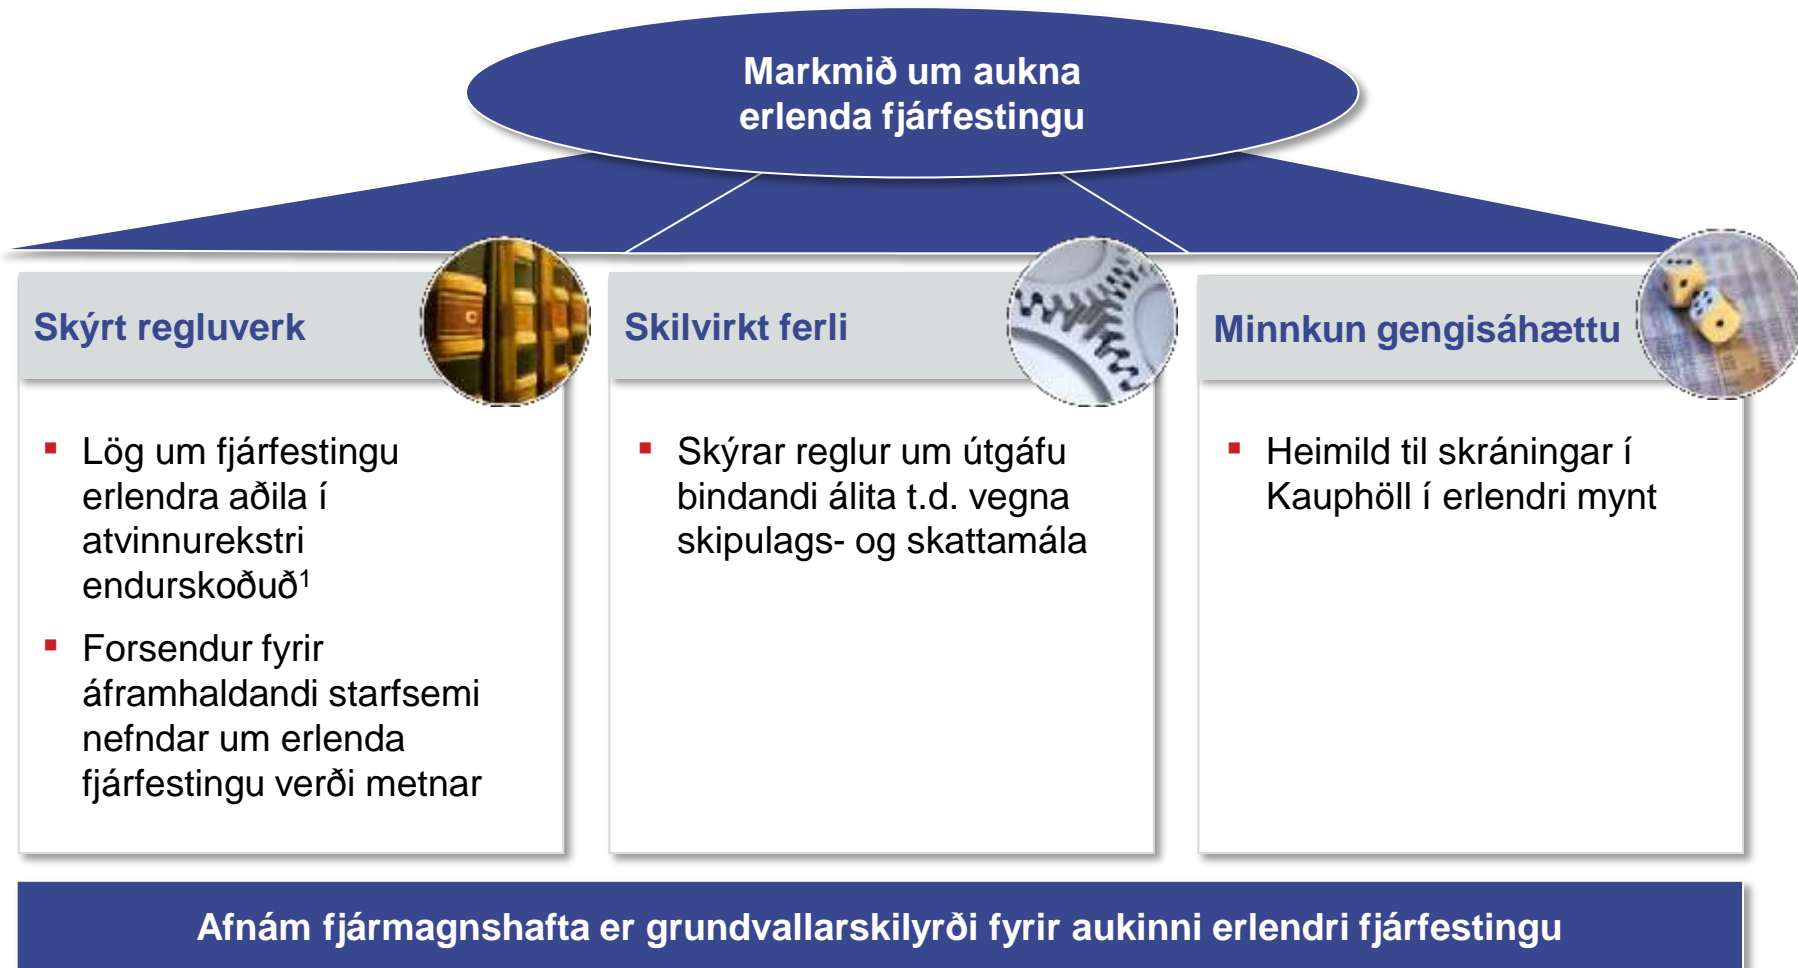 Markmið um aukna
erlenda fjárfestingu
Skýrt regluverk
Lög um fjárfestingu
erlendra aðila í
atvinnurekstri
endurskoðuð¹
Forsendur fyrir
áframhaldandi starfsemi
nefndar um erlenda
fjárfestingu verði metnar
Skilvirkt ferli
Skýrar reglur um útgáfu
bindandi álita t.d. vegna
skipulags- og skattamála
Minnkun gengisáhættu
Heimild til skráningar í
Kauphöll í erlendri mynt
Afnám fjármagnshafta er grundvallarskilyrði fyrir aukinni erlendri fjárfestingu